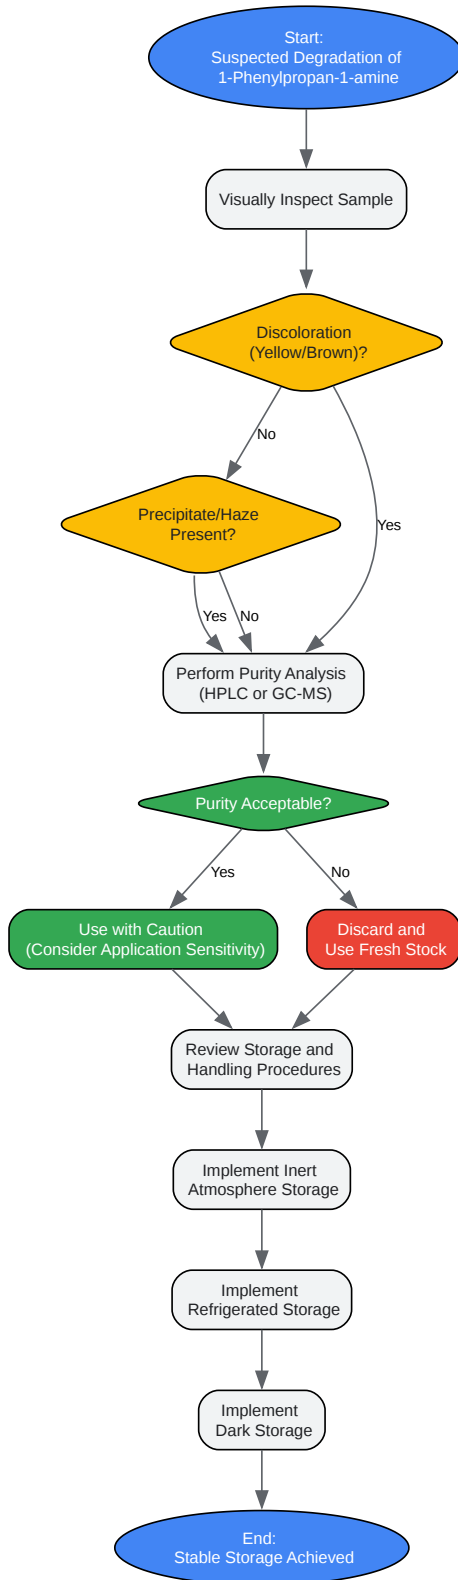 Start:
Suspected Degradation of
1-Phenylpropan-1-amine
Visually Inspect Sample
Discoloration
(Yellow/Brown)?
No
Yes
Precipitate/Haze
Present?
Yes
No
Perform Purity Analysis
(HPLC or GC-MS)
Purity Acceptable?
Yes
No
Use with Caution
(Consider Application Sensitivity)
Discard and
Use Fresh Stock
Review Storage and
Handling Procedures
Implement Inert
Atmosphere Storage
Implement
Refrigerated Storage
Implement
Dark Storage
End:
Stable Storage Achieved